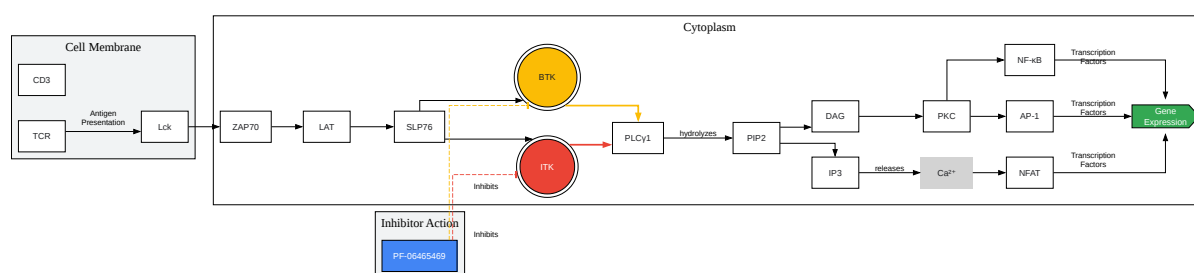 Cytoplasm
Cell Membrane
CD3
TCR
Antigen
Presentation
Lck
ZAP70
LAT
SLP76
BTK
ITK
Inhibits
PLCγ1
hydrolyzes
PIP2
DAG
IP3
releases
PKC
Ca²⁺
NF-κB
AP-1
NFAT
Transcription
Factors
Transcription
Factors
Transcription
Factors
Gene
Expression
Inhibitor Action
Inhibits
PF-06465469